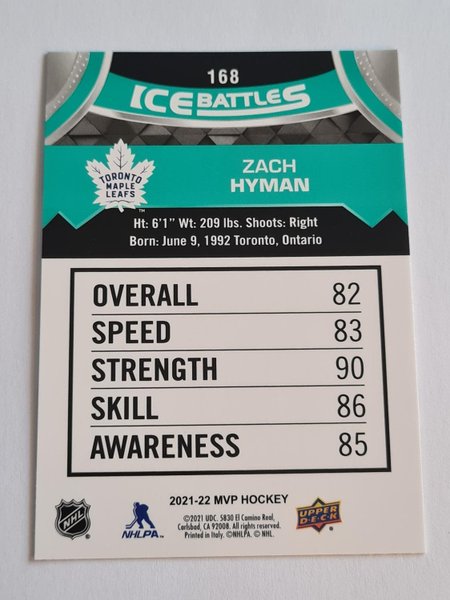 168
ICE BATTLES
TORONTO
MAPLE
LEAFS
TM
ZACH
HYMAN
Ht: 6'1" Wt: 209 lbs. Shoots: Right
Born: June 9, 1992 Toronto, Ontario
OVERALL 82
SPEED 83
STRENGTH 90
SKILL 86
AWARENESS 85
2021-22 MVP HOCKEY
NHL
NHLPA
©2021 UDC. 5830 El Camino Real,
Carlsbad, CA 92008. All rights reserved.
Printed in Italy. ©NHLPA. © NHL.
UPPER
DECK